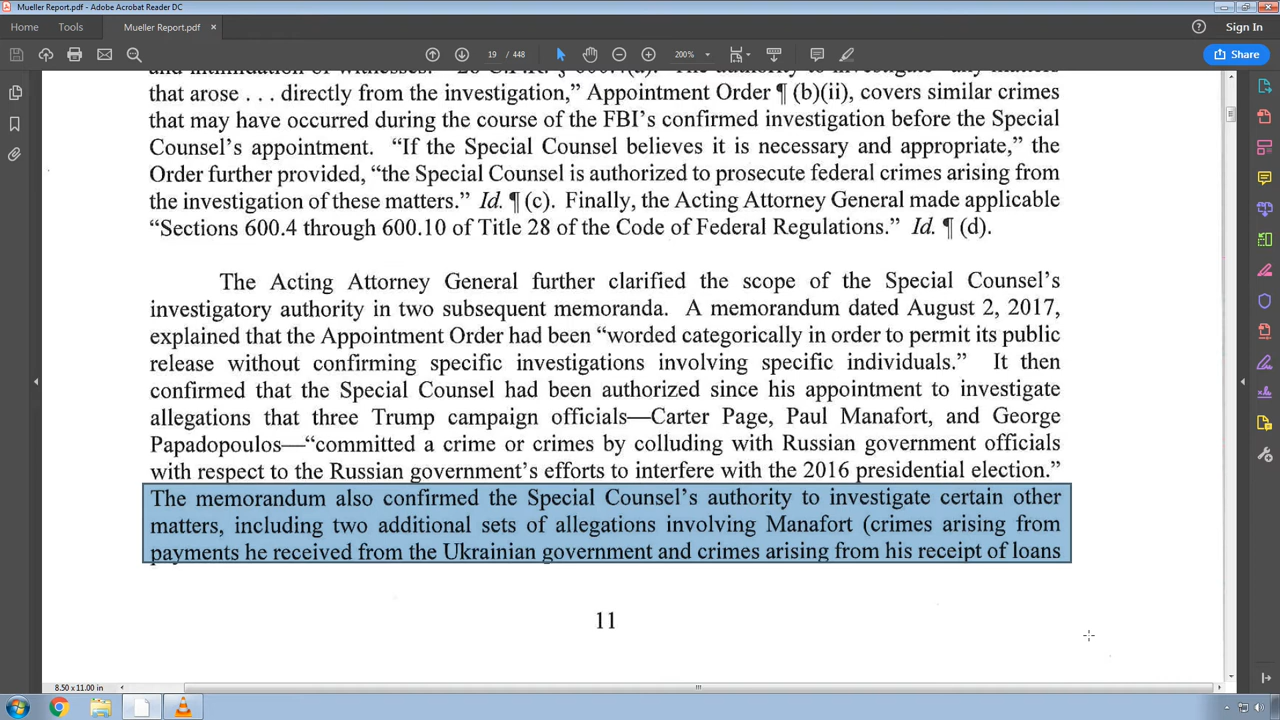 Mueller Report.pdf - Adobe Acrobat Reader DC
Home Tools Mueller Report.pdf × Sign In
19 / 448 200% Share
that arose . . . directly from the investigation,” Appointment Order ¶ (b)(ii), covers similar crimes
that may have occurred during the course of the FBI’s confirmed investigation before the Special
Counsel’s appointment. “If the Special Counsel believes it is necessary and appropriate,” the
Order further provided, “the Special Counsel is authorized to prosecute federal crimes arising from
the investigation of these matters.” Id. ¶ (c). Finally, the Acting Attorney General made applicable
“Sections 600.4 through 600.10 of Title 28 of the Code of Federal Regulations.” Id. ¶ (d).
The Acting Attorney General further clarified the scope of the Special Counsel’s
investigatory authority in two subsequent memoranda. A memorandum dated August 2, 2017,
explained that the Appointment Order had been “worded categorically in order to permit its public
release without confirming specific investigations involving specific individuals.” It then
confirmed that the Special Counsel had been authorized since his appointment to investigate
allegations that three Trump campaign officials—Carter Page, Paul Manafort, and George
Papadopoulos—“committed a crime or crimes by colluding with Russian government officials
with respect to the Russian government’s efforts to interfere with the 2016 presidential election.”
The memorandum also confirmed the Special Counsel’s authority to investigate certain other
matters, including two additional sets of allegations involving Manafort (crimes arising from
payments he received from the Ukrainian government and crimes arising from his receipt of loans
11
8.50 x 11.00 in